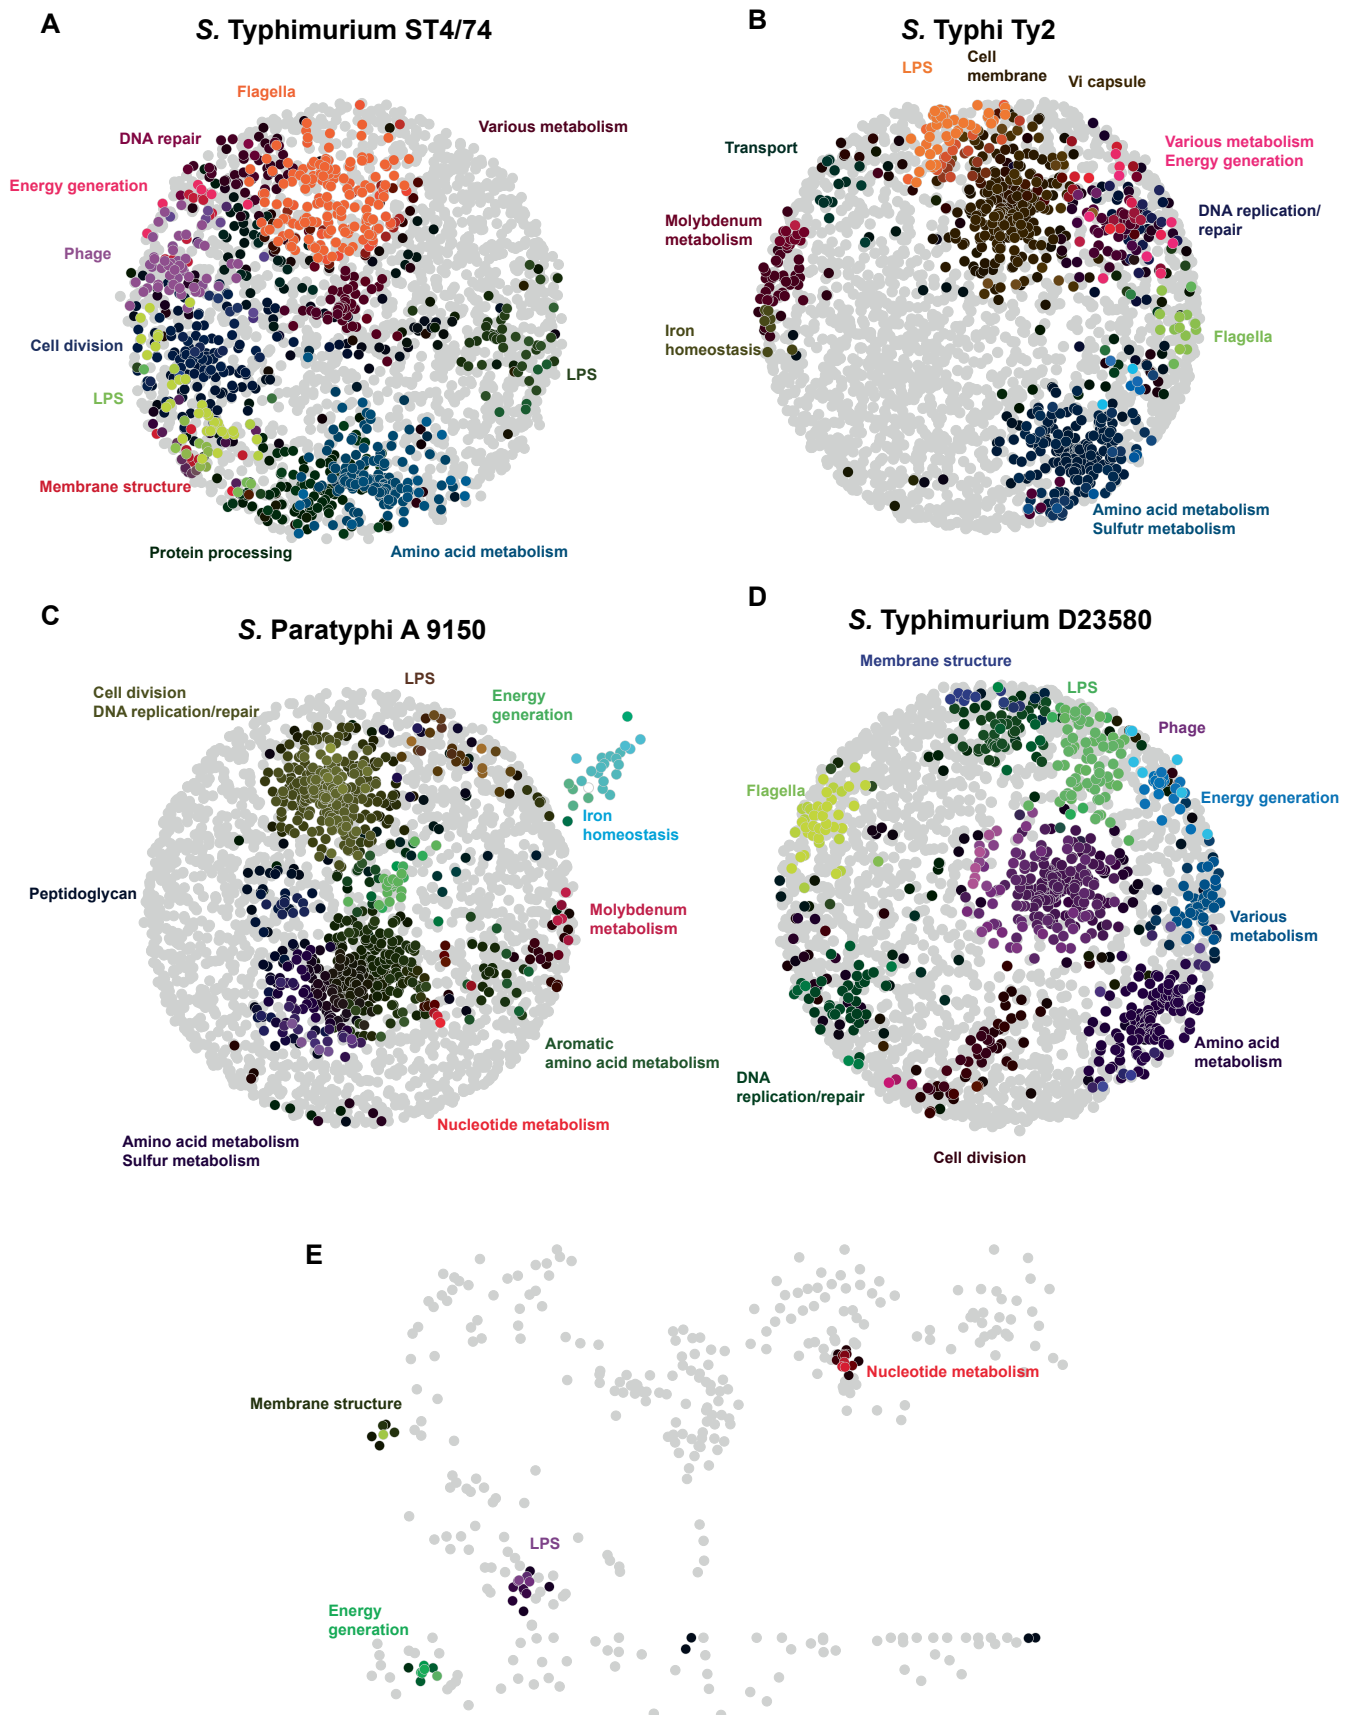 A
S. Typhimurium ST4/74
Flagella
DNA repair
Various metabolism
Energy generation
Phage
Cell division
LPS
LPS
Membrane structure
Protein processing
Amino acid metabolism
B
S. Typhi Ty2
LPS
Cell
membrane
Vi capsule
Transport
Various metabolism
Energy generation
Molybdenum
metabolism
DNA replication/
repair
Iron
homeostasis
Flagella
Amino acid metabolism
Sulfutr metabolism
C
S. Paratyphi A 9150
Cell division
DNA replication/repair
LPS
Energy
generation
Iron
homeostasis
Peptidoglycan
Molybdenum
metabolism
Aromatic
amino acid metabolism
Nucleotide metabolism
Amino acid metabolism
Sulfur metabolism
D
S. Typhimurium D23580
Membrane structure
LPS
Phage
Flagella
Energy generation
Various
metabolism
Amino acid
metabolism
DNA
replication/repair
Cell division
E
Nucleotide metabolism
Membrane structure
LPS
Energy
generation